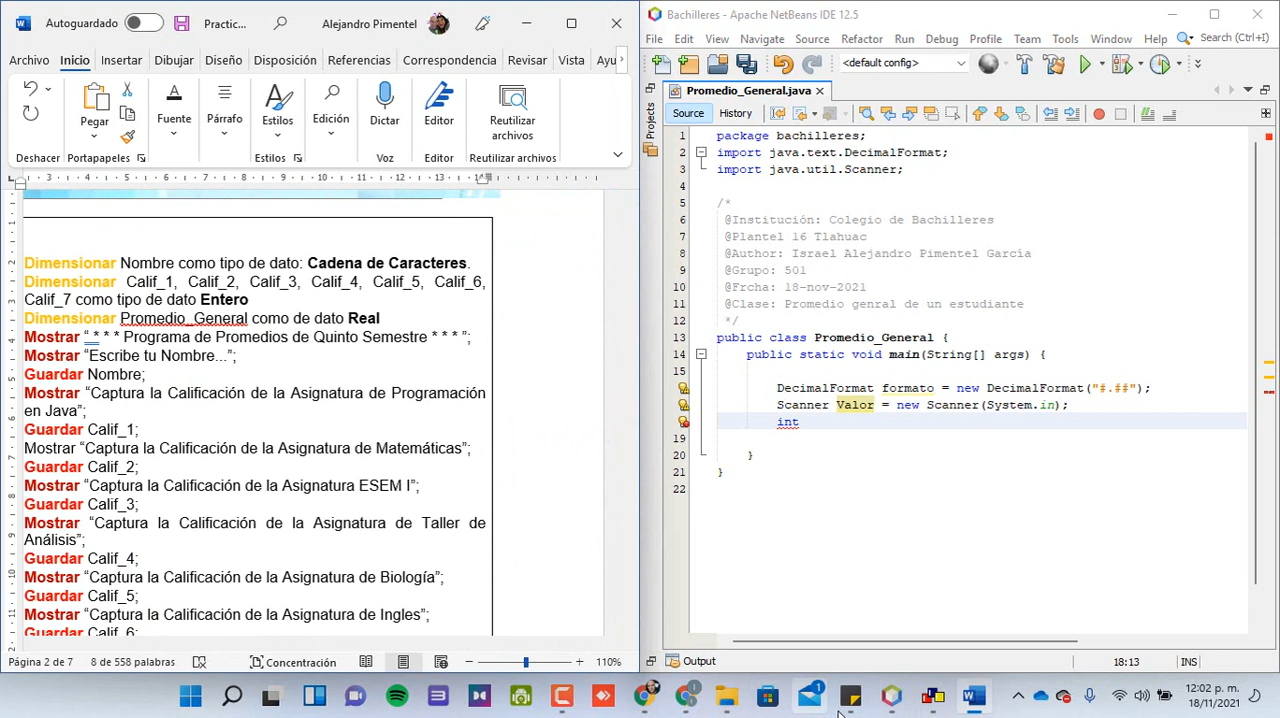 Autoguardado
Practic...
Alejandro Pimentel
Archivo Inicio Insertar Dibujar Diseño Disposición Referencias Correspondencia Revisar Vista Ayu
Pegar
Fuente
Párrafo
Estilos
Edición
Dictar
Editor
Reutilizar
archivos
Deshacer Portapapeles Estilos Voz Editor Reutilizar archivos
Dimensionar Nombre como tipo de dato: Cadena de Caracteres.
Dimensionar Calif_1, Calif_2, Calif_3, Calif_4, Calif_5, Calif_6,
Calif_7 como tipo de dato Entero
Dimensionar Promedio_General como de dato Real
Mostrar “ * * * Programa de Promedios de Quinto Semestre * * * ”;
Mostrar “Escribe tu Nombre...”;
Guardar Nombre;
Mostrar “Captura la Calificación de la Asignatura de Programación
en Java”;
Guardar Calif_1;
Mostrar “Captura la Calificación de la Asignatura de Matemáticas”;
Guardar Calif_2;
Mostrar “Captura la Calificación de la Asignatura ESEM I”;
Guardar Calif_3;
Mostrar “Captura la Calificación de la Asignatura de Taller de
Análisis”;
Guardar Calif_4;
Mostrar “Captura la Calificación de la Asignatura de Biología”;
Guardar Calif_5;
Mostrar “Captura la Calificación de la Asignatura de Ingles”;
Guardar Calif_6;
Página 2 de 7 8 de 558 palabras Concentración 110%
Bachilleres - Apache NetBeans IDE 12.5
File Edit View Navigate Source Refactor Run Debug Profile Team Tools Window Help Search (Ctrl+I)
<default config>
Promedio_General.java
Projects
Source History
1 package bachilleres;
2 import java.text.DecimalFormat;
3 import java.util.Scanner;
4
5 /*
6 @Institución: Colegio de Bachilleres
7 @Plantel 16 Tlahuac
8 @Author: Israel Alejandro Pimentel García
9 @Grupo: 501
10 @Frcha: 18-nov-2021
11 @Clase: Promedio genral de un estudiante
12 */
13 public class Promedio_General {
14 public static void main(String[] args) {
15
DecimalFormat formato = new DecimalFormat("#.##");
Scanner Valor = new Scanner(System.in);
int
19
20 }
21 }
22
Output
18:13 INS
12:02 p. m.
18/11/2021